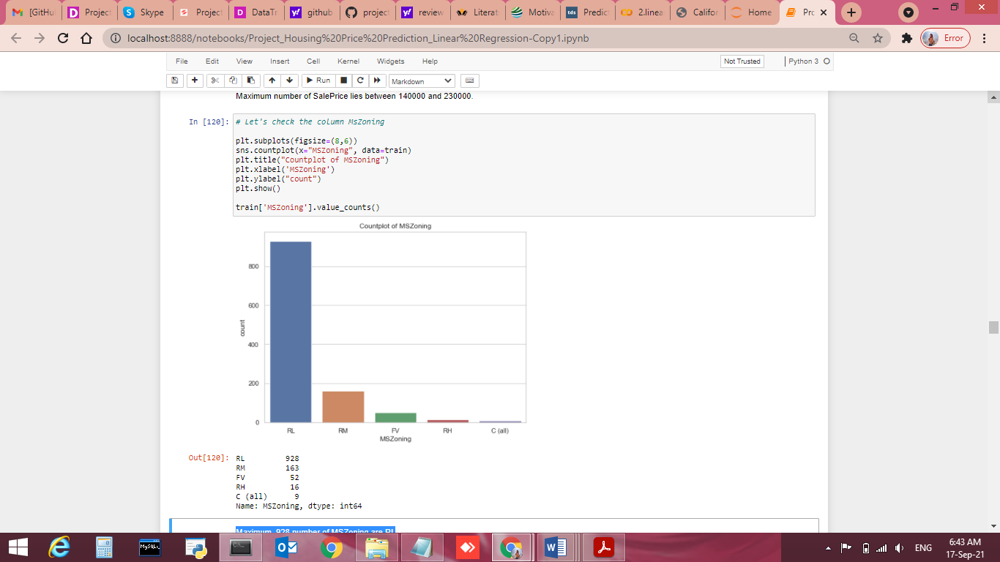 [GitHu
Project
Skype
Project
DataTr
github
project
review
Literat
Motiva
Predic
2.linea
Califor
Home
Pro
localhost:8888/notebooks/Project_Housing%20Price%20Prediction_Linear%20Regression-Copy1.ipynb
Error
File Edit View Insert Cell Kernel Widgets Help
Not Trusted
Python 3
Run
Markdown
Maximum number of SalePrice lies between 140000 and 230000.
In [120]: # Let's check the column MsZoning
plt.subplots(figsize=(8,6))
sns.countplot(x="MSZoning", data=train)
plt.title("Countplot of MSZoning")
plt.xlabel('MSZoning')
plt.ylabel("count")
plt.show()
train['MSZoning'].value_counts()
Countplot of MSZoning
800
600
400
200
0
count
RL RM FV RH C (all)
MSZoning
Out[120]: RL 928
RM 163
FV 52
RH 16
C (all) 9
Name: MSZoning, dtype: int64
Maximum, 928 number of MSZoning are RL
MySQL
ENG
6:43 AM
17-Sep-21